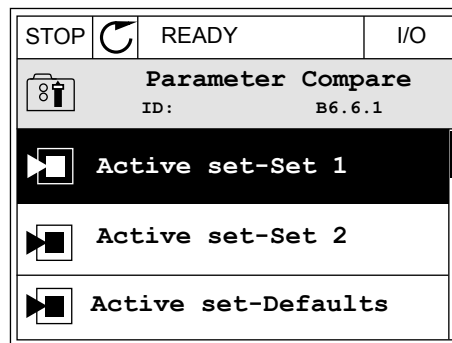 STOP READY I/O
Parameter Compare
ID: B6.6.1
Active set-Set 1
Active set-Set 2
Active set-Defaults